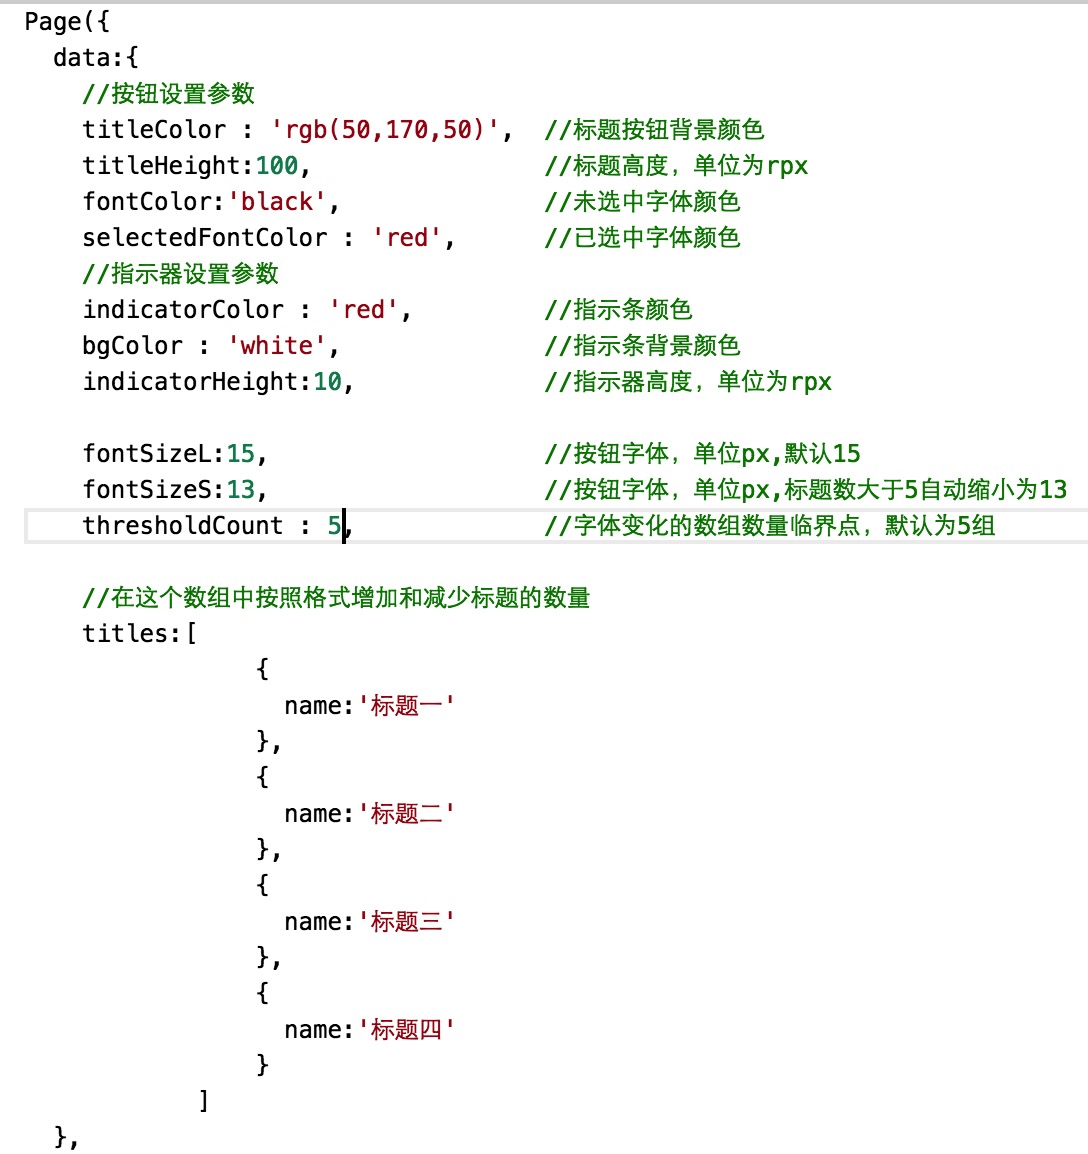 Page({
data:{
//按钮设置参数
titleColor : 'rgb(50,170,50)', //标题按钮背景颜色
titleHeight:100, //标题高度，单位为rpx
fontColor:'black', //未选中字体颜色
selectedFontColor : 'red', //已选中字体颜色
//指示器设置参数
indicatorColor : 'red', //指示条颜色
bgColor : 'white', //指示条背景颜色
indicatorHeight:10, //指示器高度，单位为rpx
fontSizeL:15, //按钮字体，单位px,默认15
fontSizeS:13, //按钮字体，单位px,标题数大于5自动缩小为13
thresholdCount : 5, //字体变化的数组数量临界点，默认为5组
//在这个数组中按照格式增加和减少标题的数量
titles:[
{
name:'标题一'
},
{
name:'标题二'
},
{
name:'标题三'
},
{
name:'标题四'
}
]
},